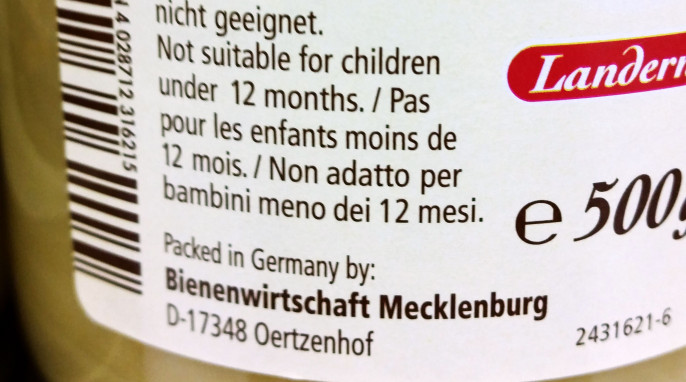 nicht geeignet.
Not suitable for children
under 12 months. / Pas
pour les enfants moins de
12 mois. / Non adatto per
bambini meno dei 12 mesi.
Packed in Germany by:
Bienenwirtschaft Mecklenburg
D-17348 Oertzenhof
4 028712 316215
e 500g
2431621-6